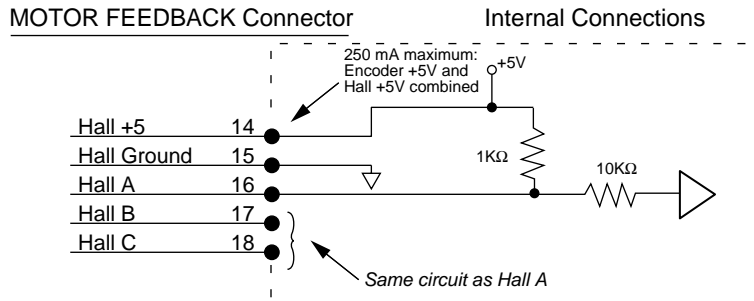 MOTOR FEEDBACK Connector
Internal Connections
250 mA maximum:
Encoder +5V and
Hall +5V combined
+5V
Hall +5 14
Hall Ground 15
Hall A 16
Hall B 17
Hall C 18
1KΩ
10KΩ
Same circuit as Hall A